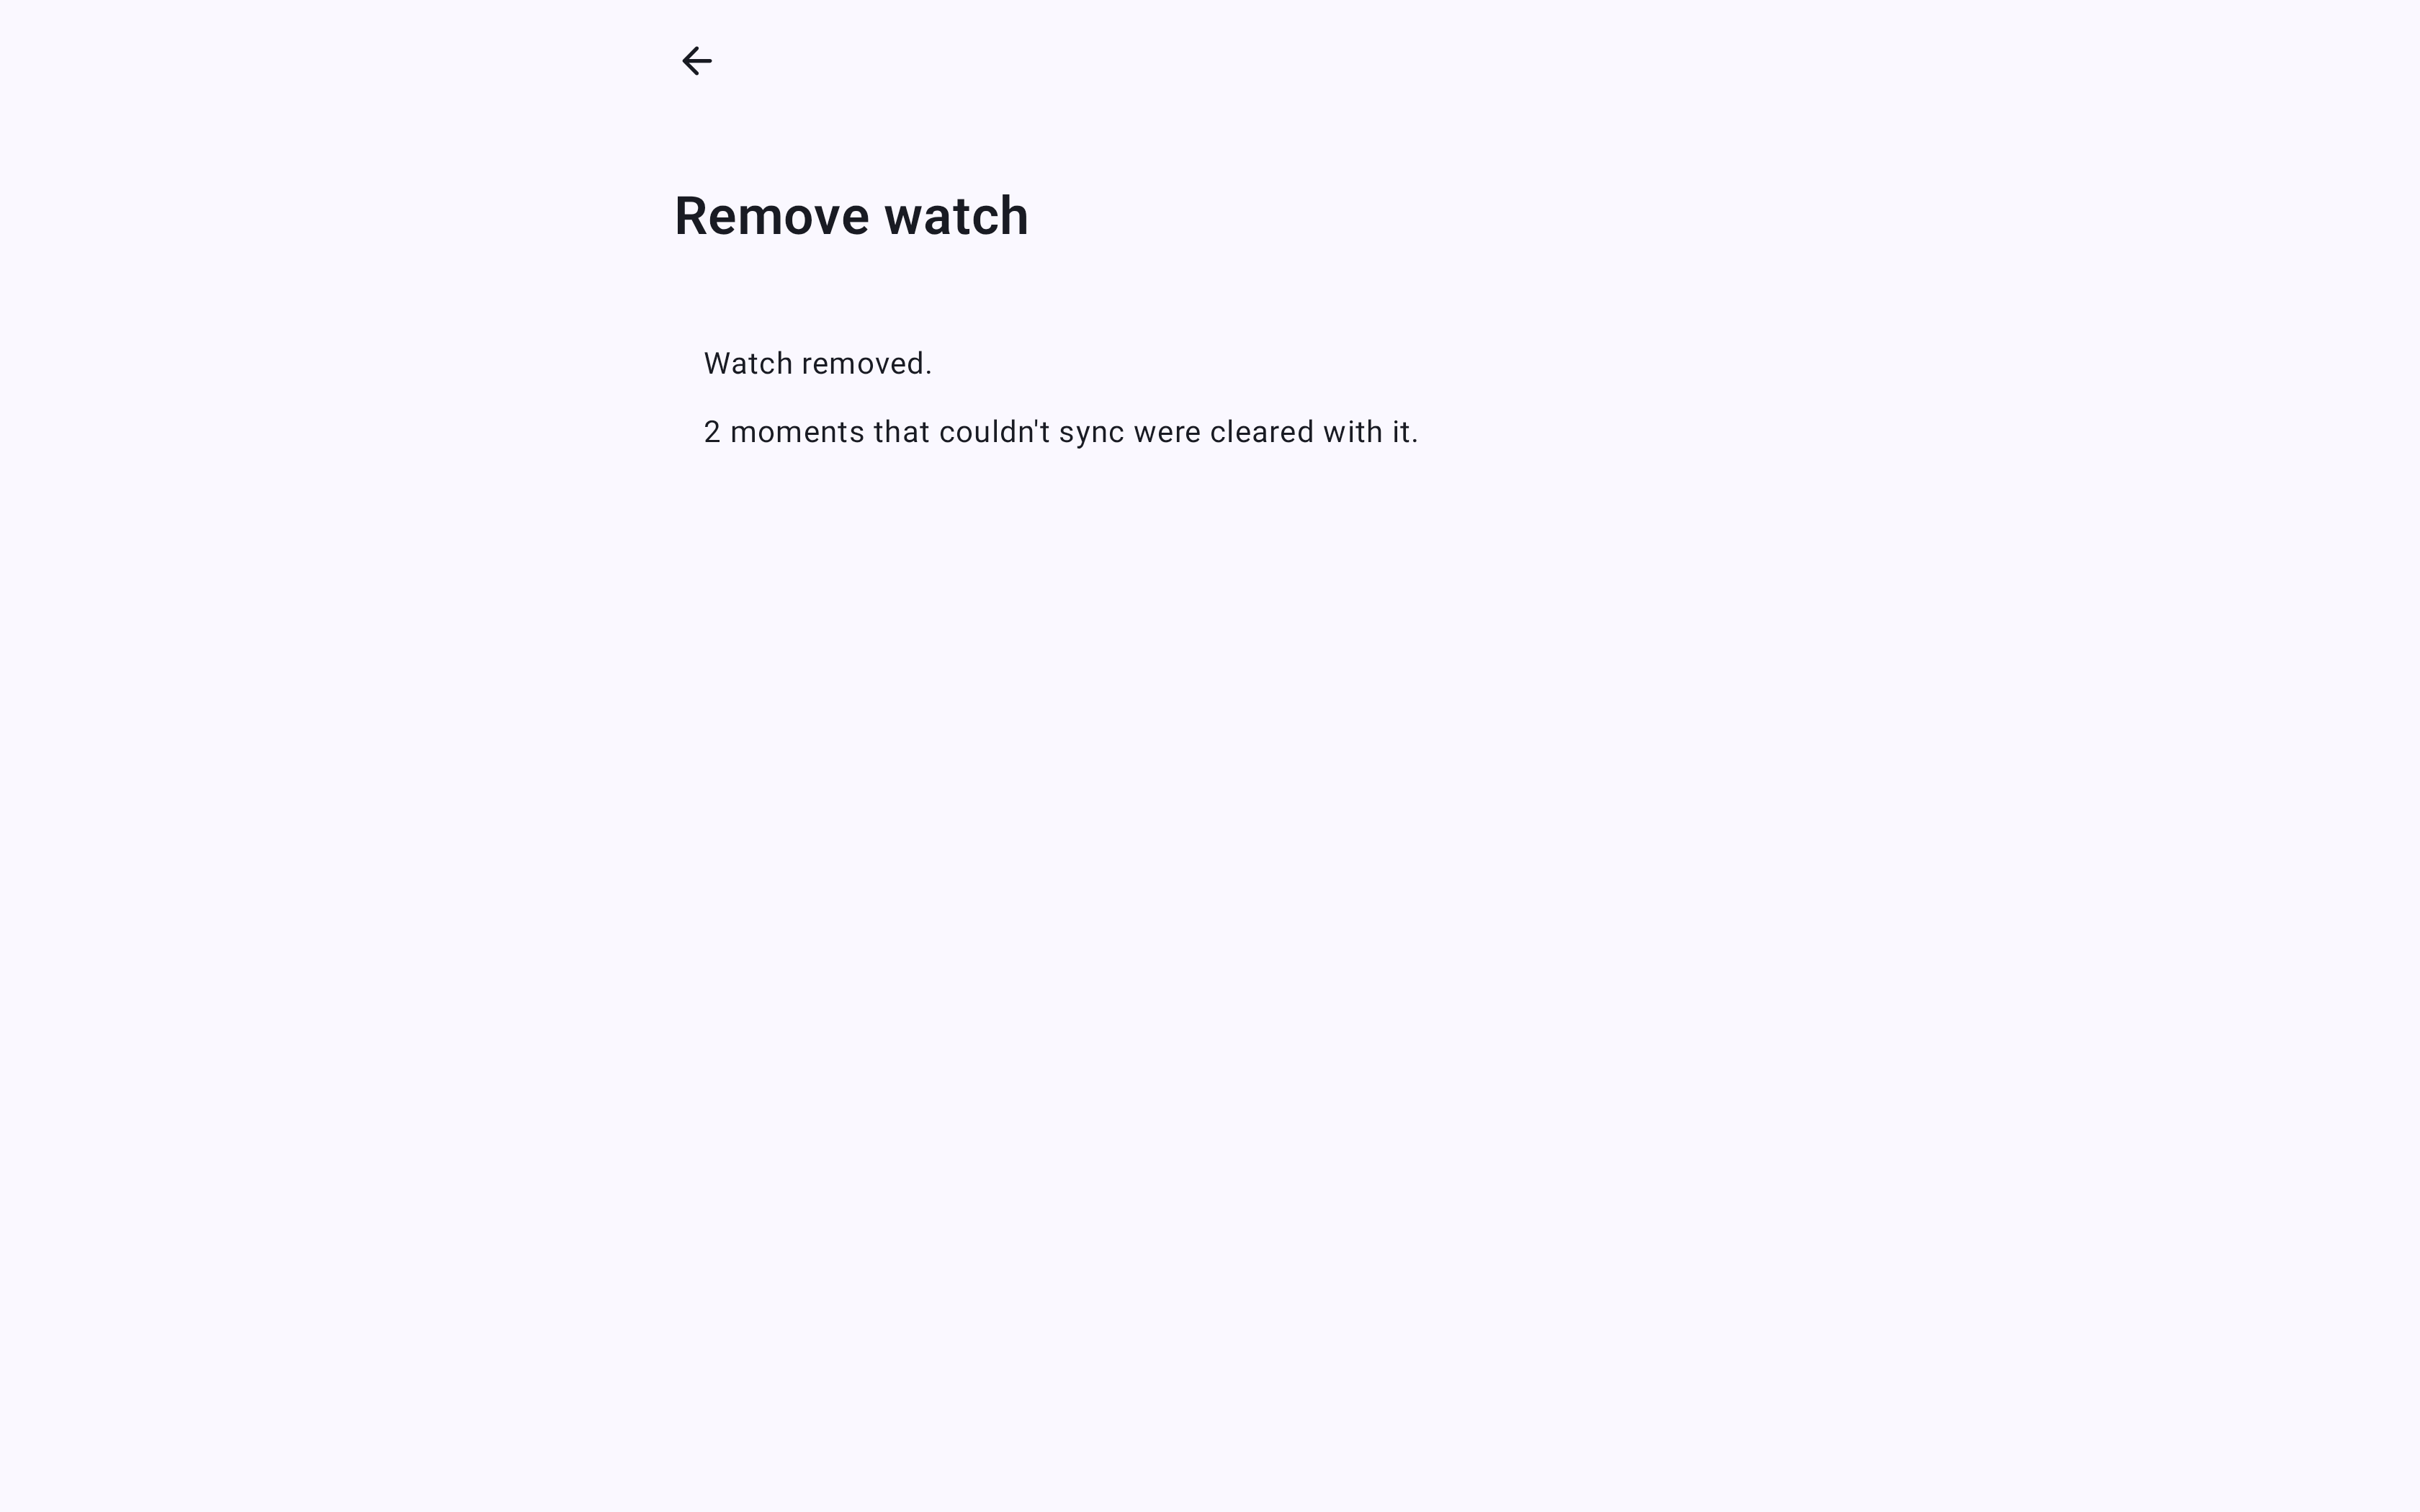 Remove watch
Watch removed.
2 moments that couldn't sync were cleared with it.